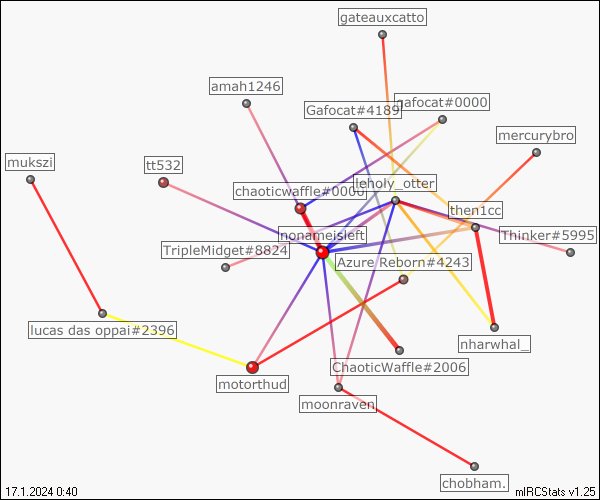 gateauxcatto
amah1246
gafocat#0000
Gafocat#4189
mercurybro
mukszi
tt532
leholy_otter
chaoticwaffle#0000
then1cc
nonameisleft
Thinker#5995
TripleMidget#8824
Azure Reborn#4243
lucas das oppai#2396
nharwhal_
ChaoticWaffle#2006
motorthud
moonraven
chobham.
17.1.2024 0:40
mIRCStats v1.25